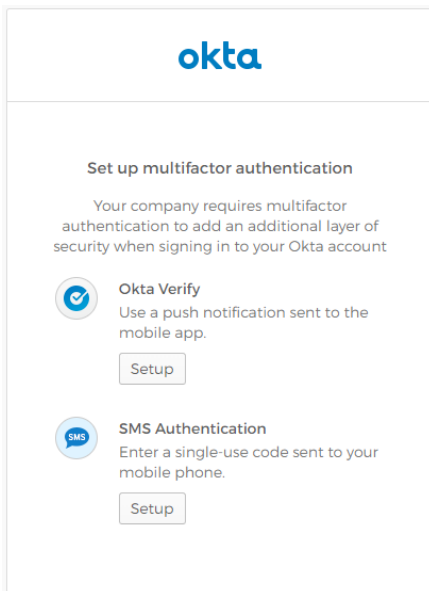 okta
Set up multifactor authentication
Your company requires multifactor
authentication to add an additional layer of
security when signing in to your Okta account
Okta Verify
Use a push notification sent to the
mobile app.
Setup
SMS
SMS Authentication
Enter a single-use code sent to your
mobile phone.
Setup